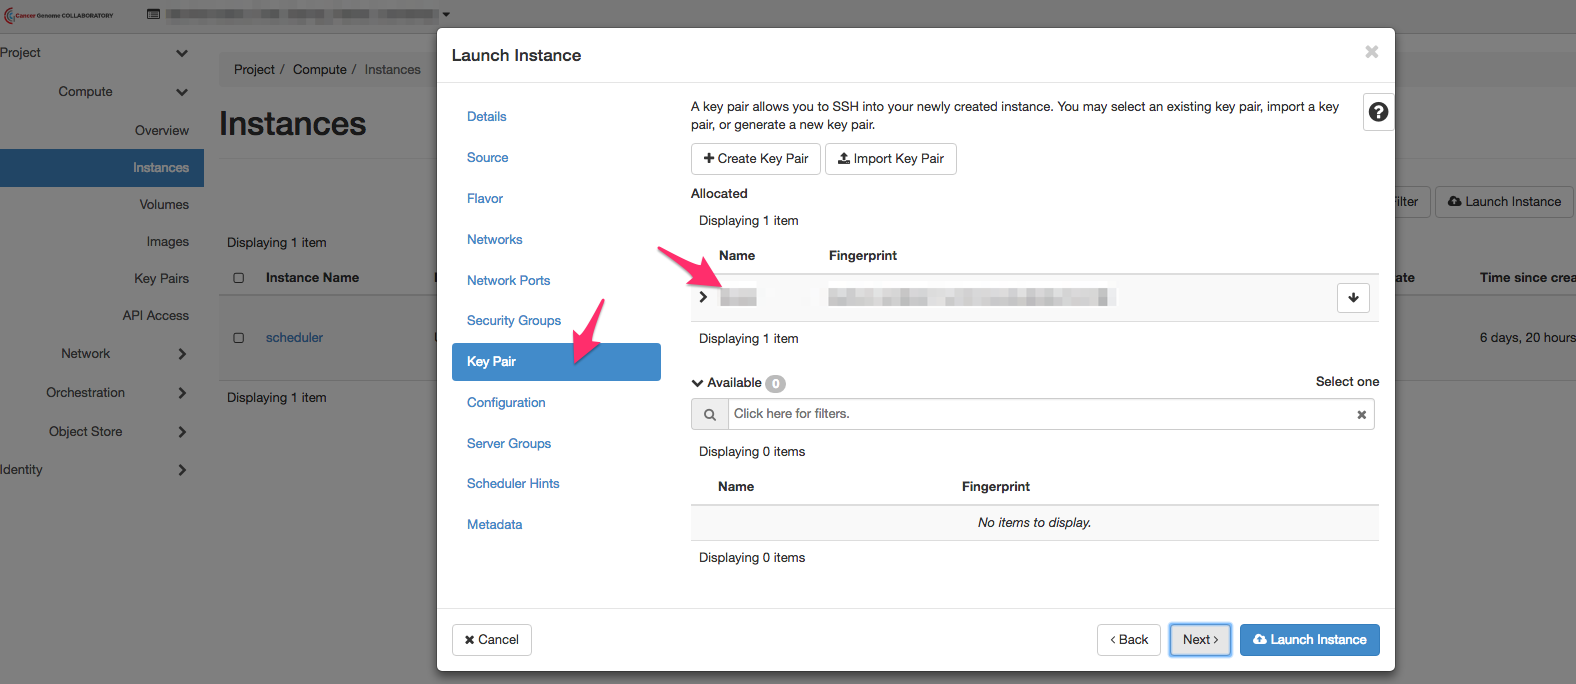 Cancer Genome COLLABORATORY
Project
Compute
Overview
Instances
Volumes
Images
Key Pairs
API Access
Network
Orchestration
Object Store
Identity
Project / Compute / Instances
Instances
Displaying 1 item
Instance Name
scheduler
Displaying 1 item
Launch Instance
Details
Source
Flavor
Networks
Network Ports
Security Groups
Key Pair
Configuration
Server Groups
Scheduler Hints
Metadata
A key pair allows you to SSH into your newly created instance. You may select an existing key pair, import a key
pair, or generate a new key pair.
Create Key Pair Import Key Pair
Allocated
Displaying 1 item
Name Fingerprint
Displaying 1 item
Available 0 Select one
Click here for filters.
Displaying 0 items
Name Fingerprint
No items to display.
Displaying 0 items
Cancel < Back Next > Launch Instance
ilter Launch Instance
ate Time since crea
6 days, 20 hours